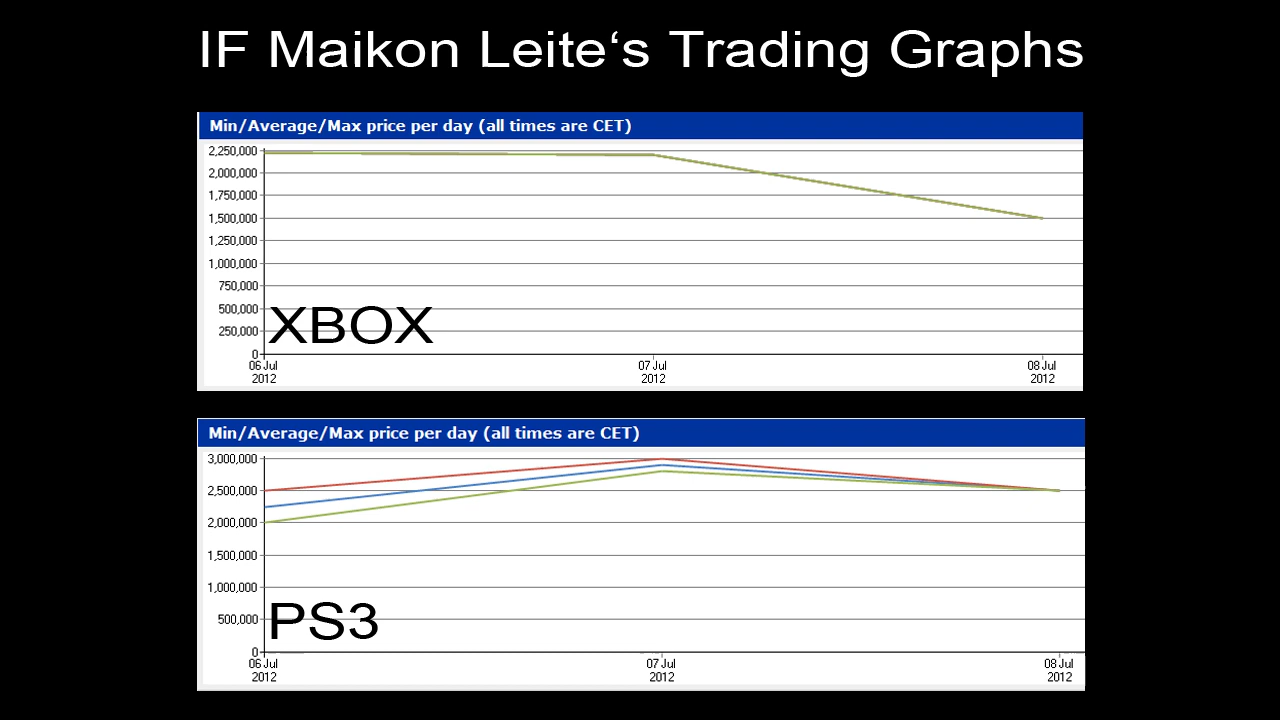 IF Maikon Leite‘s Trading Graphs
Min/Average/Max price per day (all times are CET)
2,250,000
2,000,000
1,750,000
1,500,000
1,250,000
1,000,000
750,000
500,000
250,000
0
XBOX
06 Jul 07 Jul 08 Jul
2012 2012 2012
Min/Average/Max price per day (all times are CET)
3,000,000
2,500,000
2,000,000
1,500,000
1,000,000
500,000
0
PS3
06 Jul 07 Jul 08 Jul
2012 2012 2012